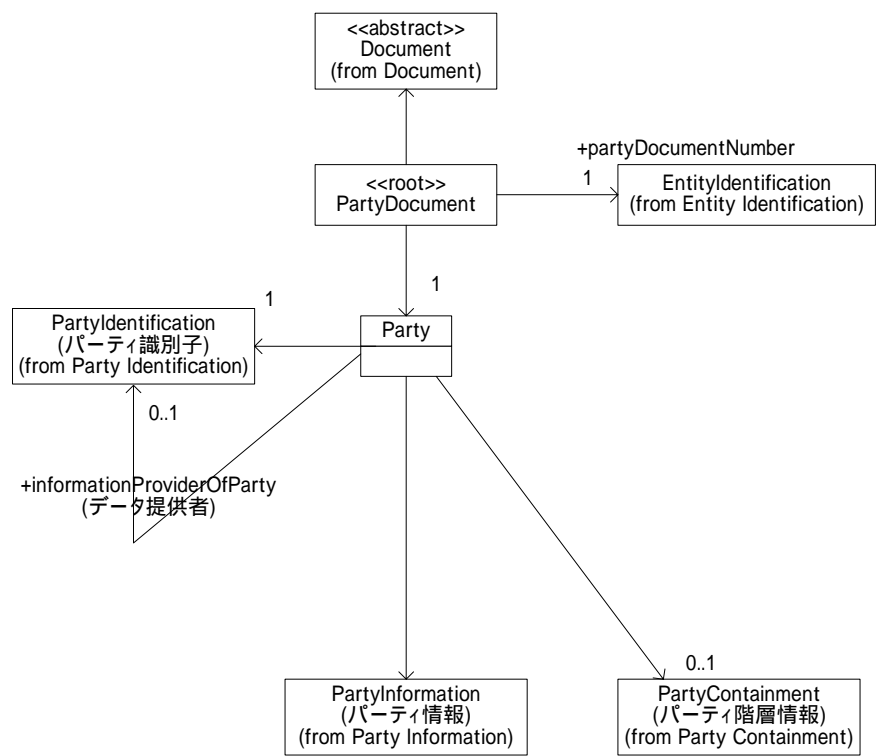 <<abstract>>
Document
(from Document)
+partyDocumentNumber
<<root>>
PartyDocument
1
EntityIdentification
(from Entity Identification)
1
1
Party
PartyIdentification
(パーティ識別子)
(from Party Identification)
0..1
+informationProviderOfParty
(データ提供者)
0..1
PartyInformation
(パーティ情報)
(from Party Information)
PartyContainment
(パーティ階層情報)
(from Party Containment)